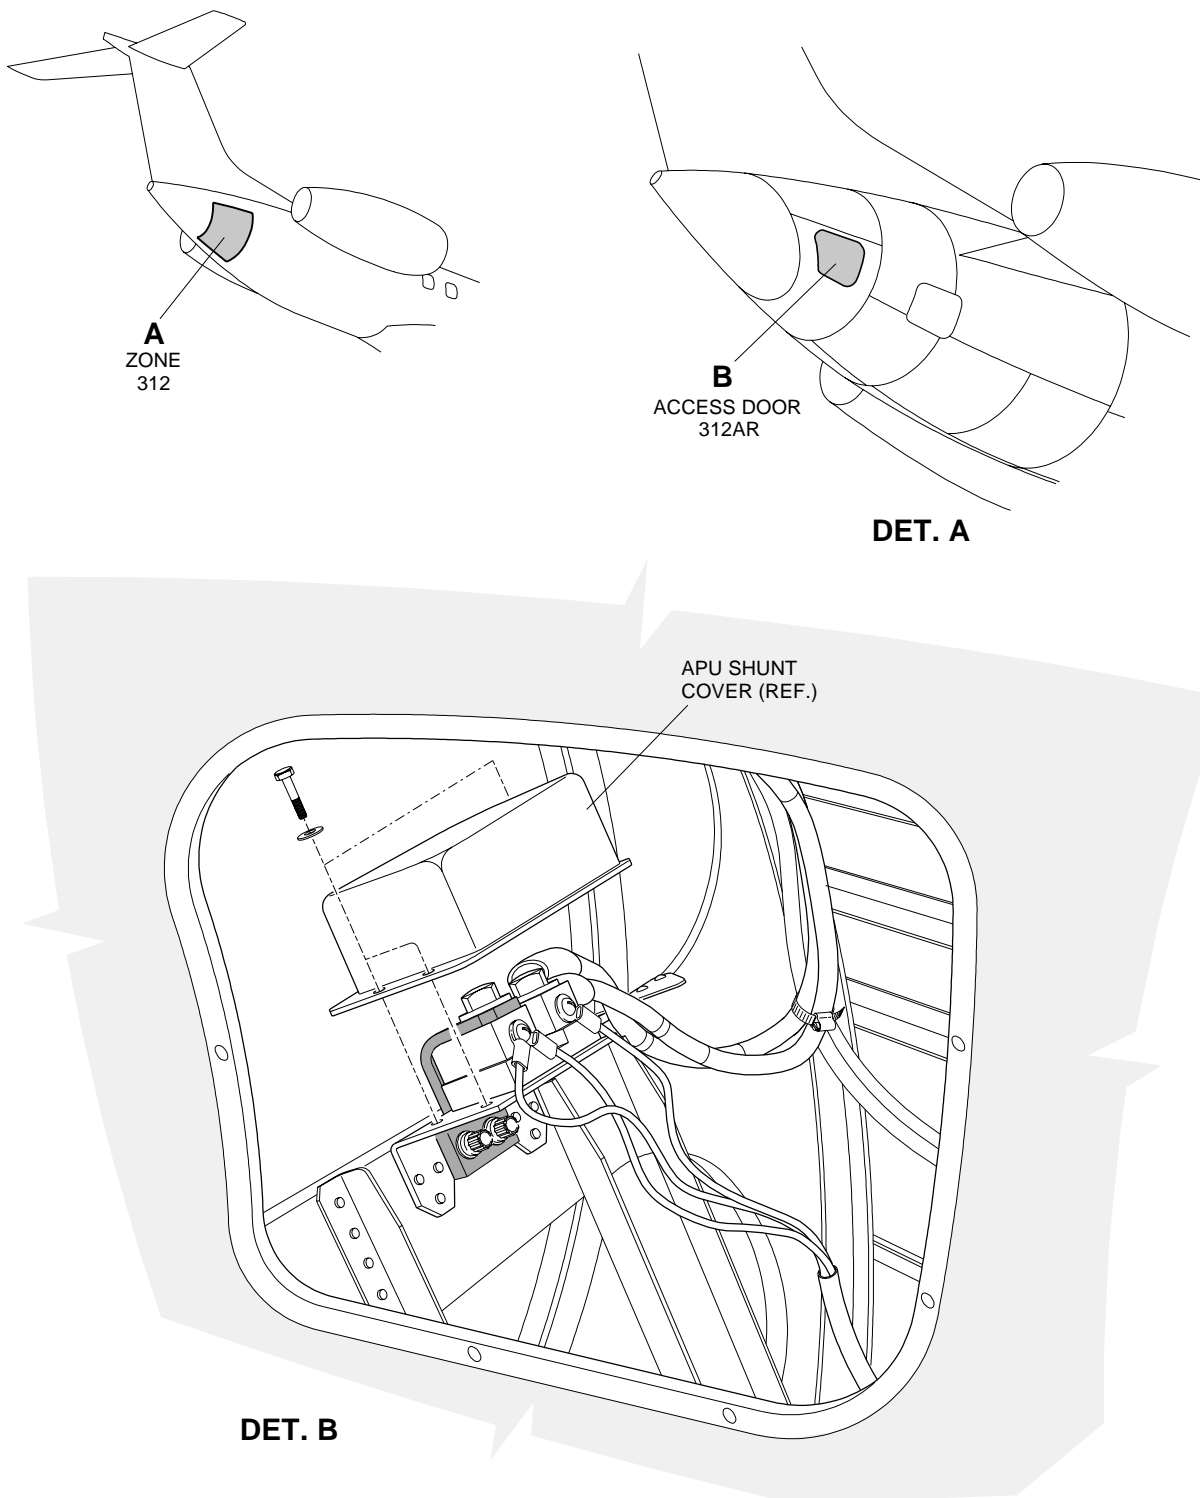 A
ZONE
312
B
ACCESS DOOR
312AR
DET. A
APU SHUNT
COVER (REF.)
DET. B